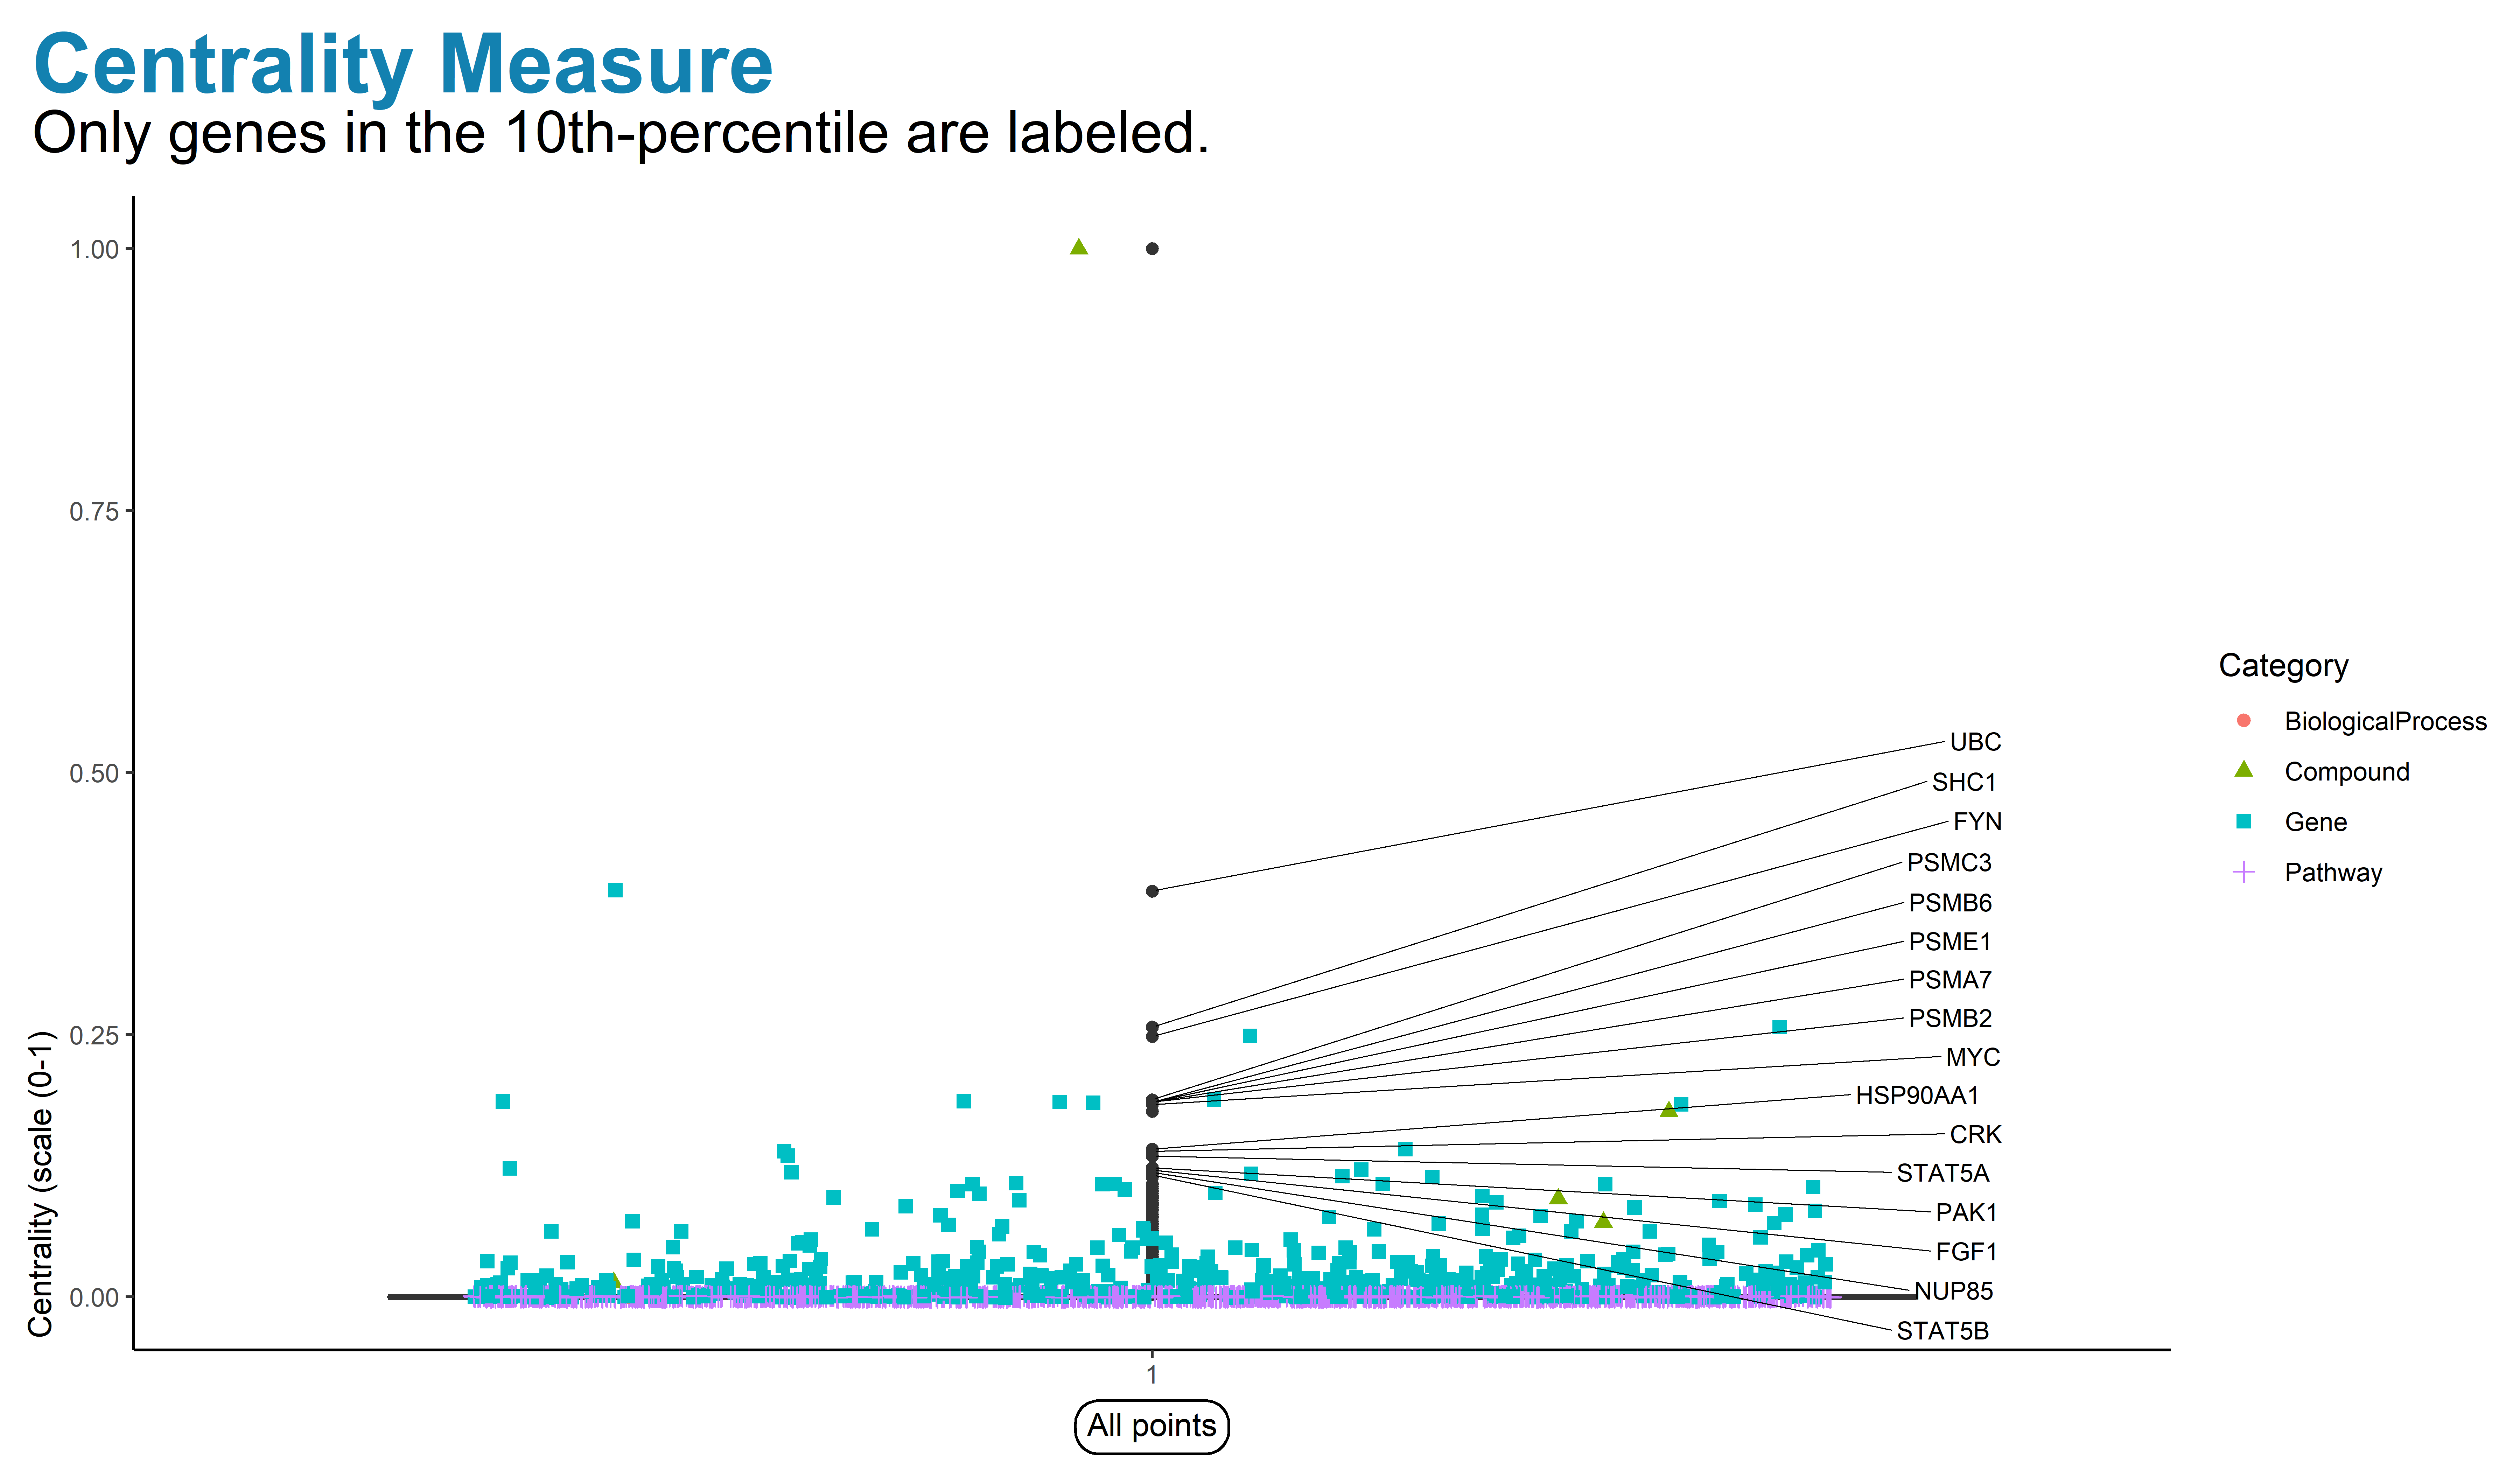 Centrality Measure
Only genes in the 10th-percentile are labeled.
Centrality (scale (0-1)
1.00
0.75
0.50
0.25
0.00
UBC
SHC1
FYN
PSMC3
PSMB6
PSME1
PSMA7
PSMB2
MYC
HSP90AA1
CRK
STAT5A
PAK1
FGF1
NUP85
STAT5B
1
All points
Category
BiologicalProcess
Compound
Gene
Pathway